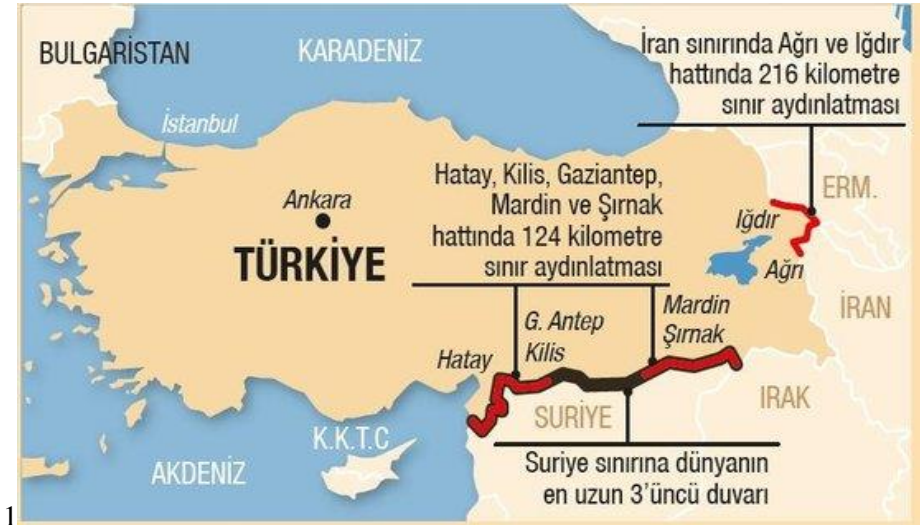 BULGARİSTAN
KARADENİZ
İran sınırında Ağrı ve Iğdır
hattında 216 kilometre
sınır aydınlatması
İstanbul
Ankara
TÜRKİYE
Hatay, Kilis, Gaziantep,
Mardin ve Şırnak
hattında 124 kilometre
sınır aydınlatması
ERM.
Iğdır
Ağrı
İRAN
G. Antep
Kilis
Mardin
Şırnak
Hatay
SURİYE
IRAK
K.K.T.C
AKDENİZ
Suriye sınırına dünyanın
en uzun 3’üncü duvarı
1